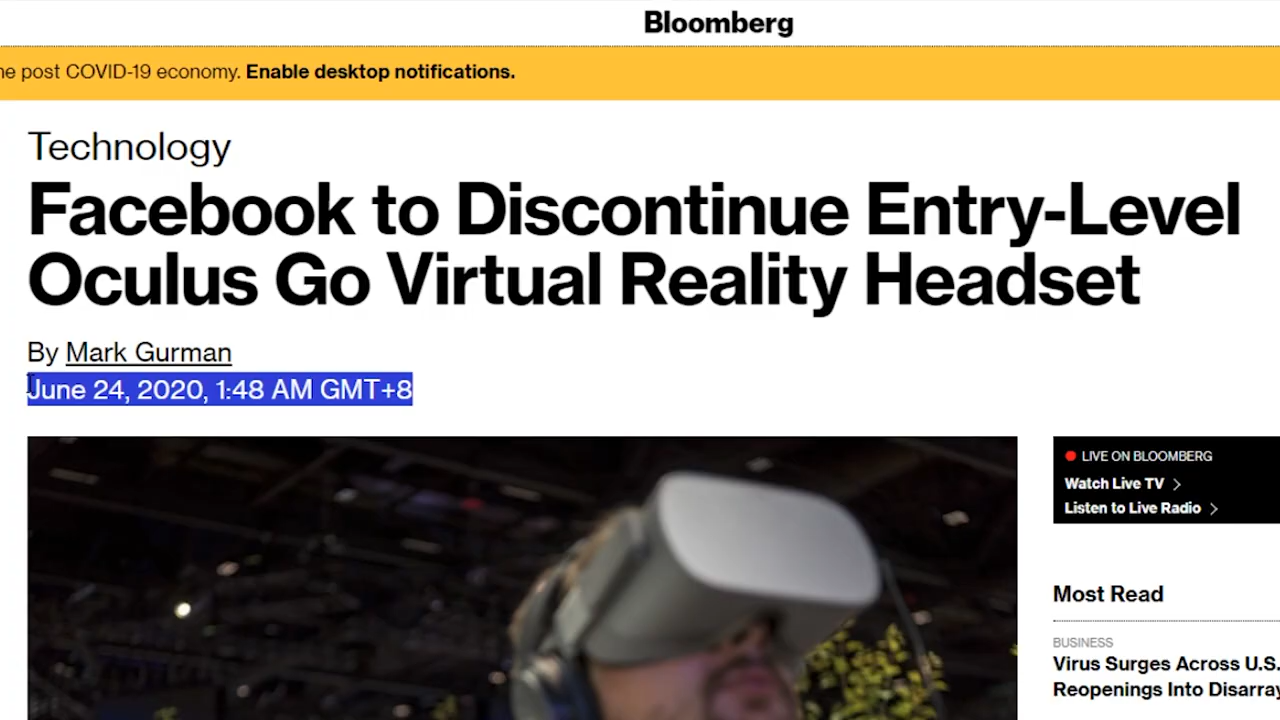 Bloomberg
post COVID-19 economy. Enable desktop notifications.
Technology
Facebook to Discontinue Entry-Level
Oculus Go Virtual Reality Headset
By Mark Gurman
June 24, 2020, 1:48 AM GMT+8
LIVE ON BLOOMBERG
Watch Live TV
Listen to Live Radio
Most Read
BUSINESS
Virus Surges Across U.S.
Reopenings Into Disarray